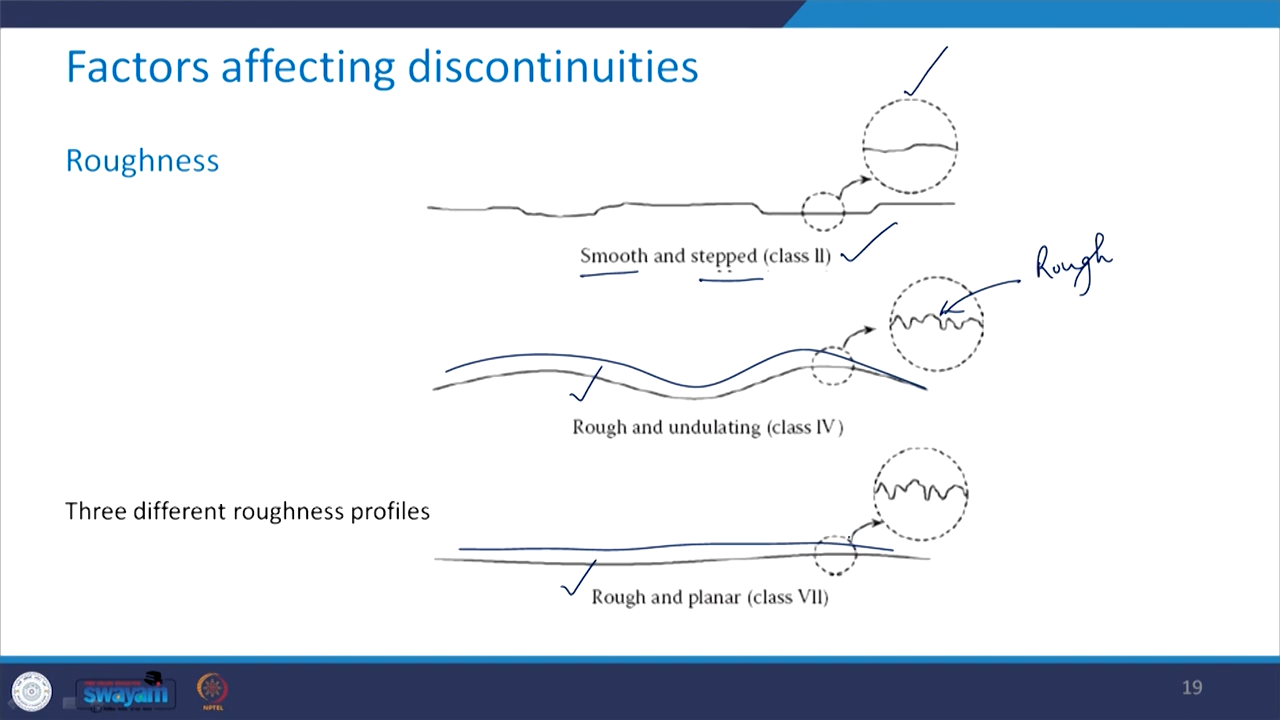 Factors affecting discontinuities
Roughness
Smooth and stepped (class II)
Rough
Rough and undulating (class IV)
Three different roughness profiles
Rough and planar (class VII)
swayam
NPTEL
19